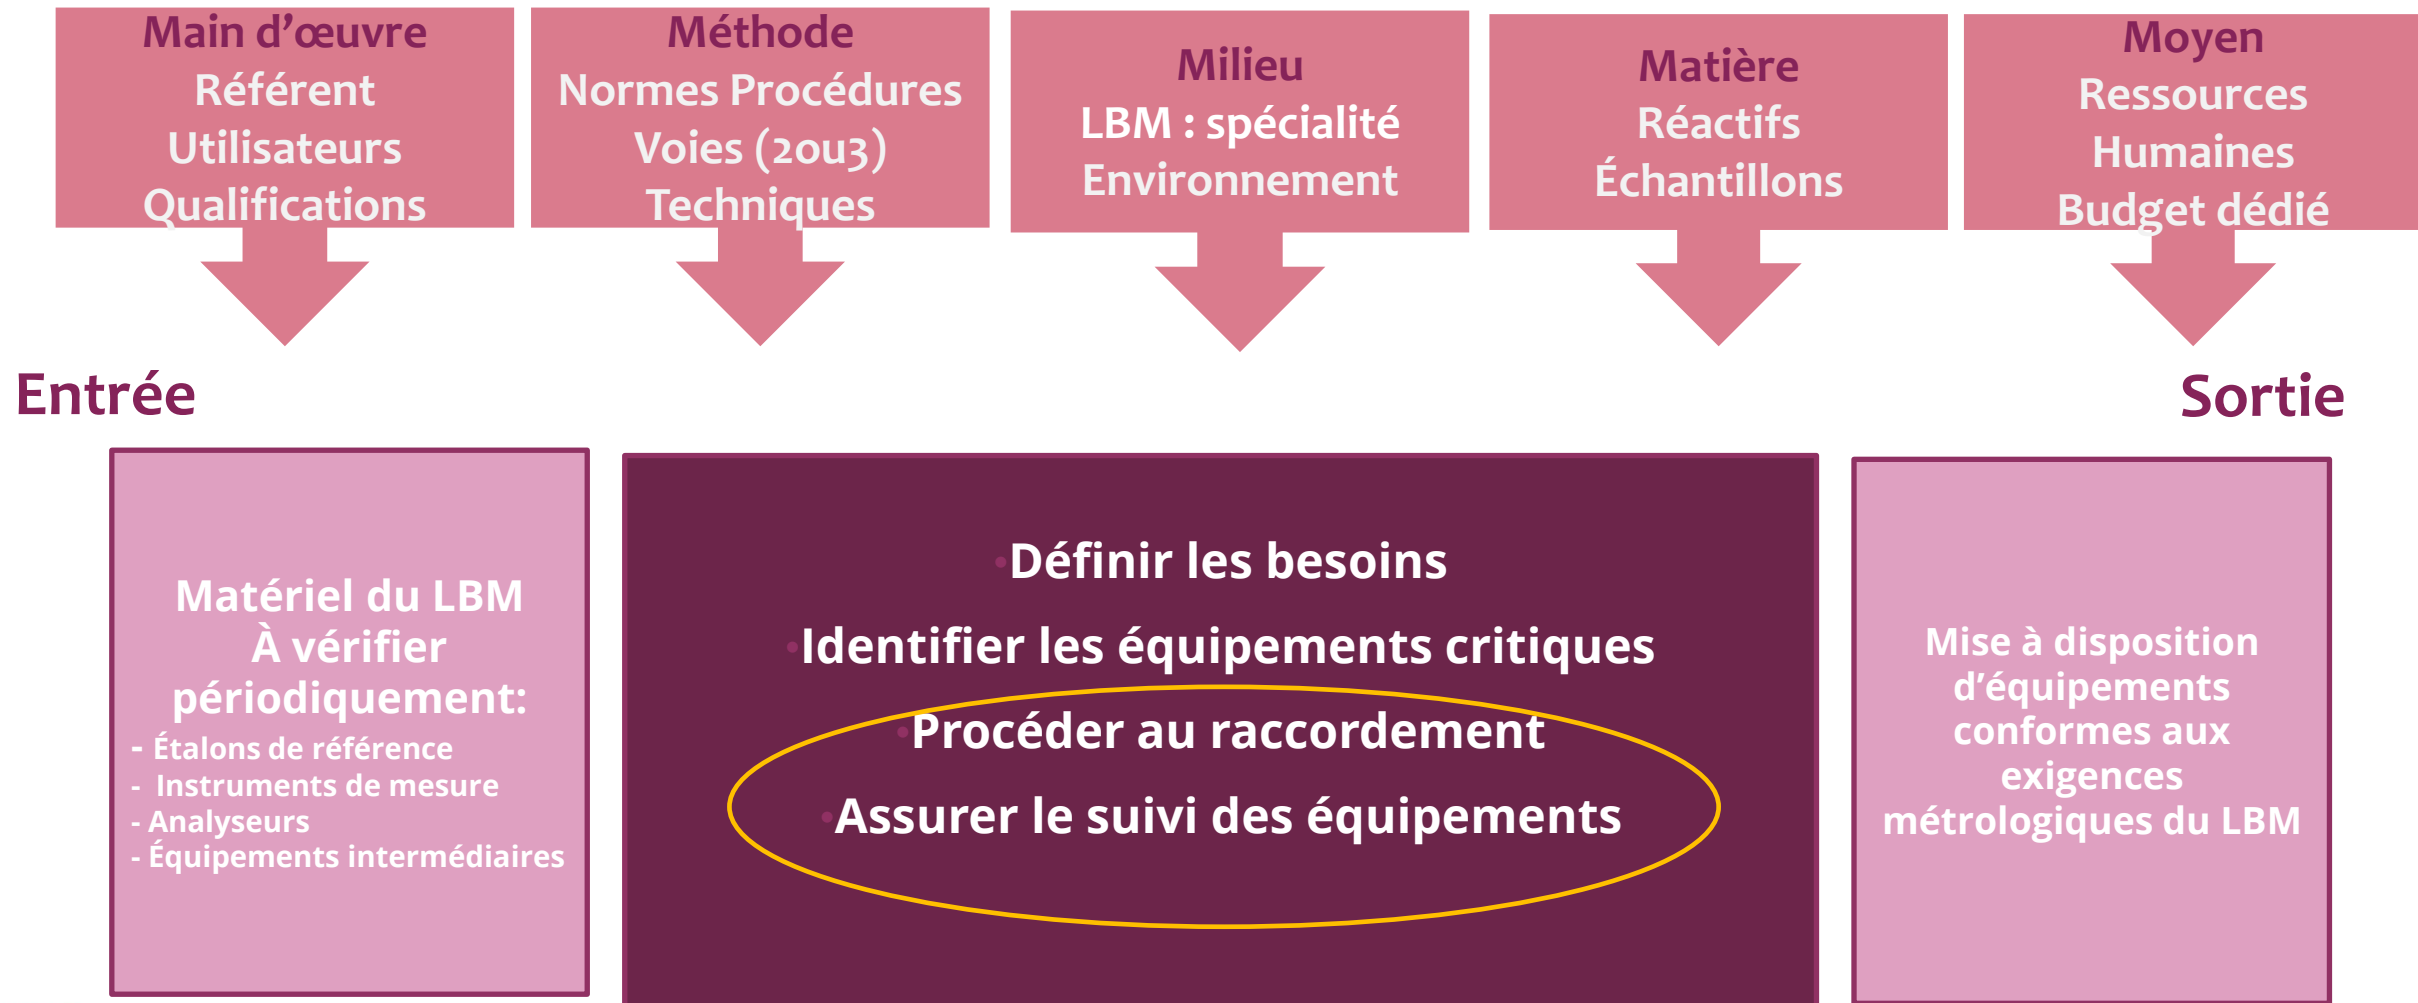 Main d’œuvre
Référent
Utilisateurs
Qualifications
Méthode
Normes Procédures
Voies (2ou3)
Techniques
Milieu
LBM : spécialité
Environnement
Matière
Réactifs
Échantillons
Moyen
Ressources
Humaines
Budget dédié
Entrée
Sortie
Matériel du LBM
À vérifier
périodiquement:
- Étalons de référence
- Instruments de mesure
- Analyseurs
- Équipements intermédiaires
•Définir les besoins
•Identifier les équipements critiques
•Procéder au raccordement
•Assurer le suivi des équipements
Mise à disposition
d’équipements
conformes aux
exigences
métrologiques du LBM